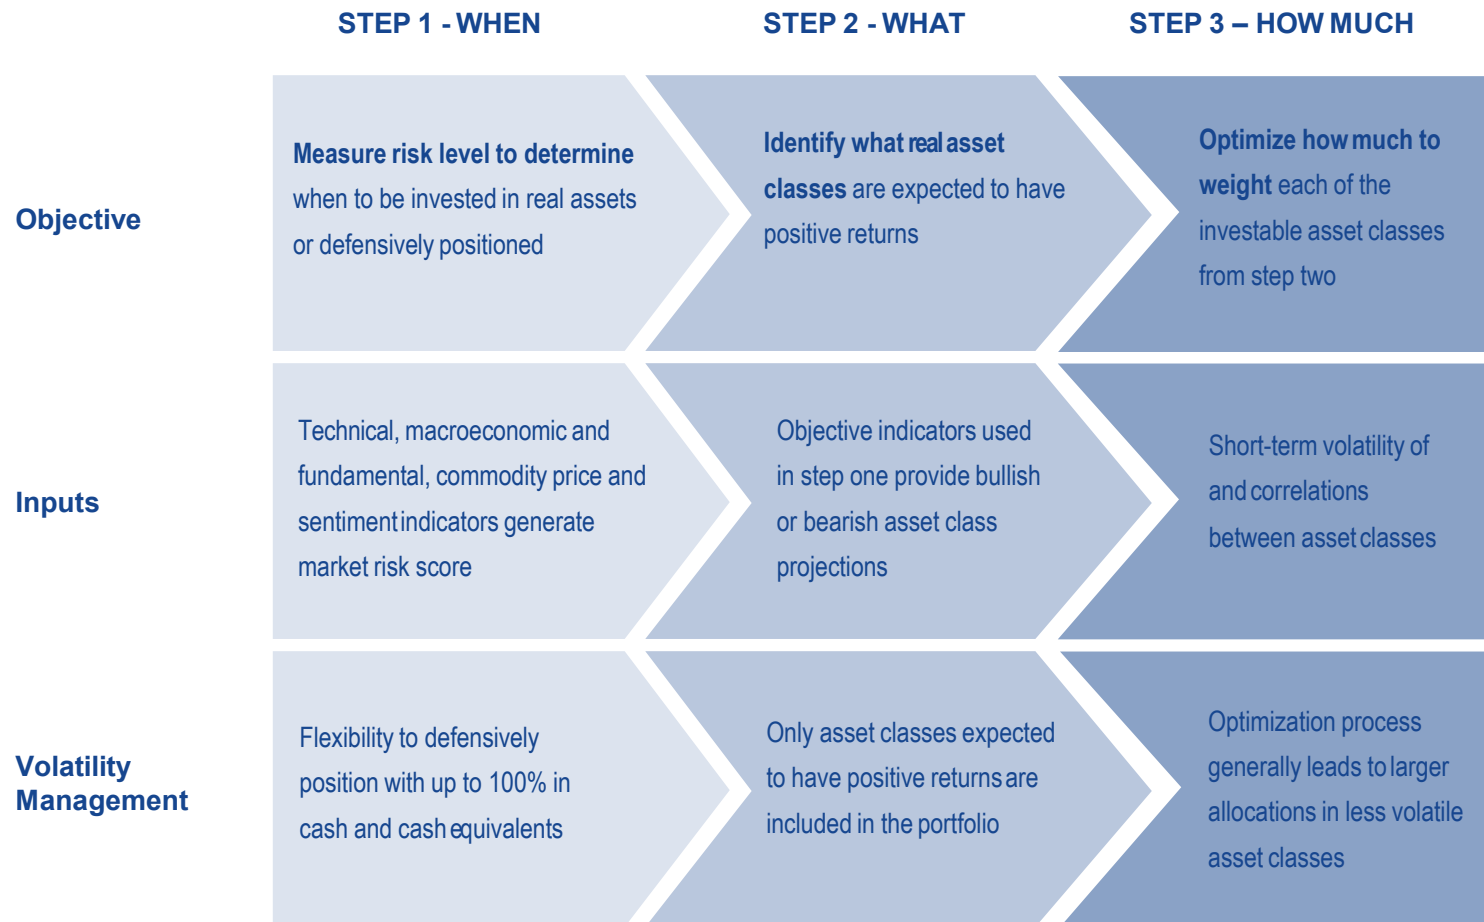 STEP 1 - WHEN
STEP 2 - WHAT
STEP 3 – HOW MUCH
Objective
Measure risk level to determine
when to be invested in real assets
or defensively positioned
Identify what real asset
classes are expected to have
positive returns
Optimize how much to
weight each of the
investable asset classes
from step two
Inputs
Technical, macroeconomic and
fundamental, commodity price and
sentiment indicators generate
market risk score
Objective indicators used
in step one provide bullish
or bearish asset class
projections
Short-term volatility of
and correlations
between asset classes
Volatility
Management
Flexibility to defensively
position with up to 100% in
cash and cash equivalents
Only asset classes expected
to have positive returns are
included in the portfolio
Optimization process
generally leads to larger
allocations in less volatile
asset classes